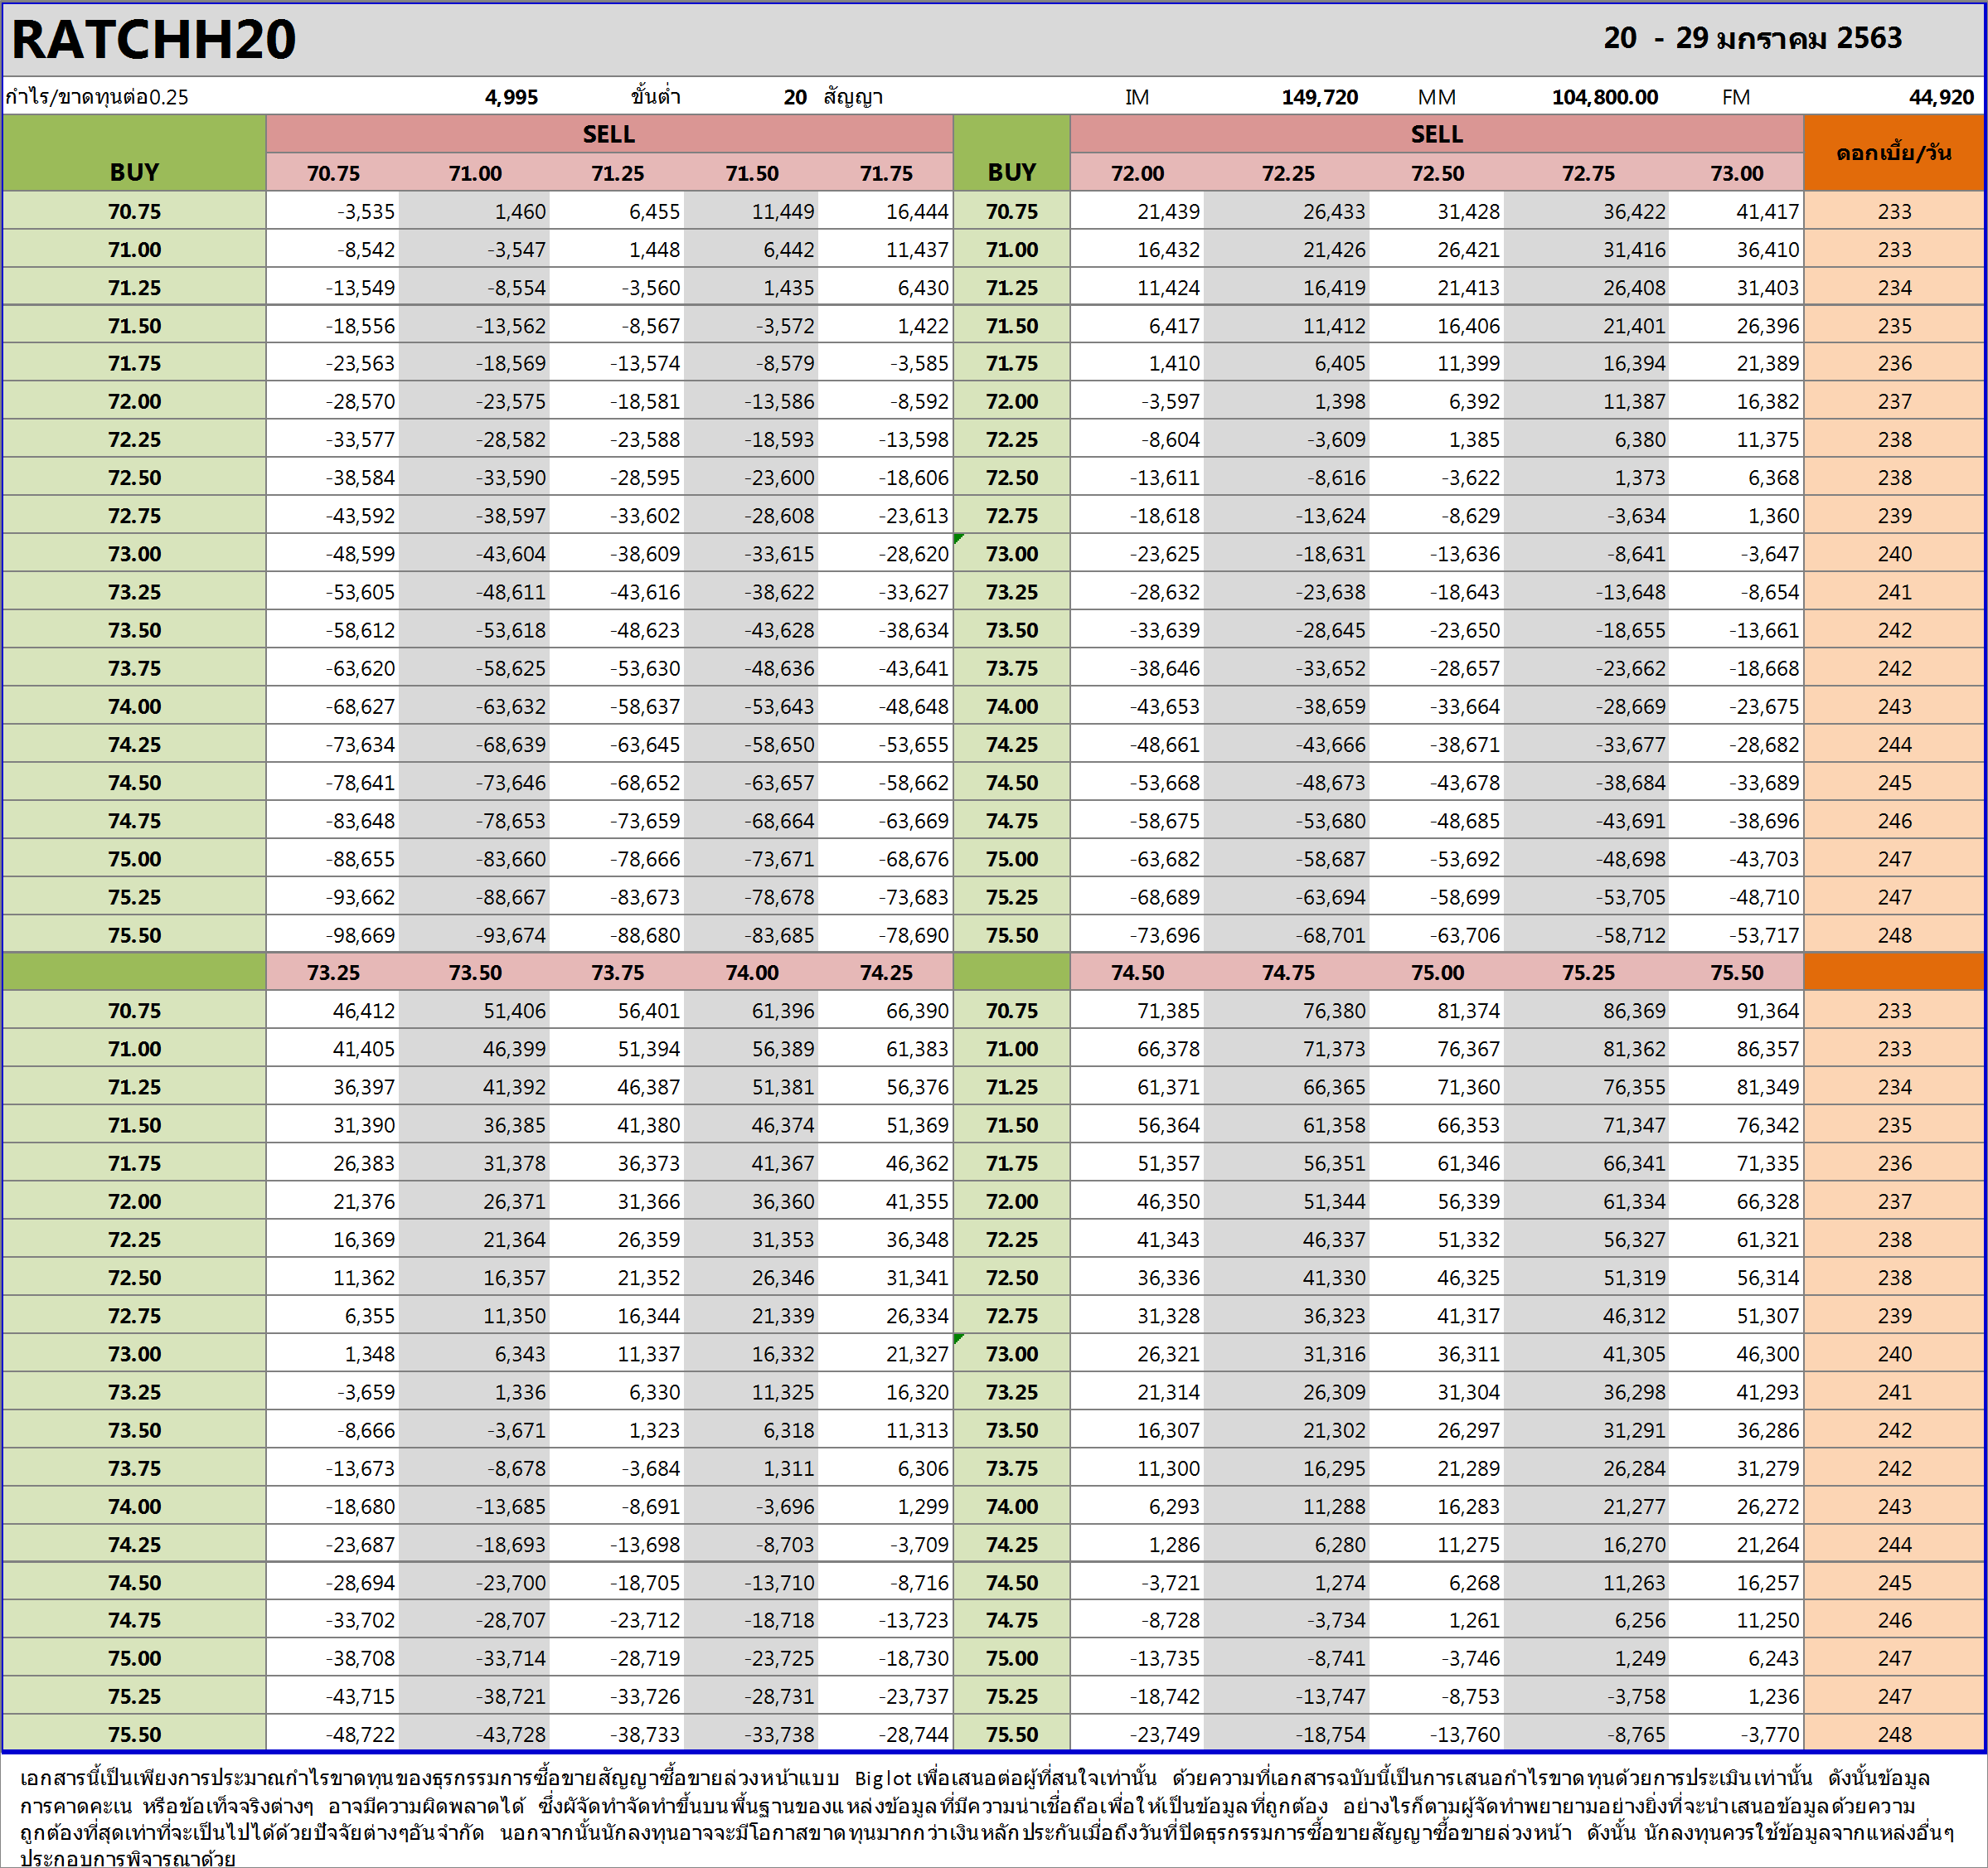 RATCHH20 20 - 29 มกราคม 2563
กำไร/ขาดทุนต่อ0.25 4,995 ขั้นต่ำ 20 สัญญา IM 149,720 MM 104,800.00 FM 44,920
BUY SELL BUY SELL ดอกเบี้ย/วัน
70.75 71.00 71.25 71.50 71.75 72.00 72.25 72.50 72.75 73.00
70.75 -3,535 1,460 6,455 11,449 16,444 70.75 21,439 26,433 31,428 36,422 41,417 233
71.00 -8,542 -3,547 1,448 6,442 11,437 71.00 16,432 21,426 26,421 31,416 36,410 233
71.25 -13,549 -8,554 -3,560 1,435 6,430 71.25 11,424 16,419 21,413 26,408 31,403 234
71.50 -18,556 -13,562 -8,567 -3,572 1,422 71.50 6,417 11,412 16,406 21,401 26,396 235
71.75 -23,563 -18,569 -13,574 -8,579 -3,585 71.75 1,410 6,405 11,399 16,394 21,389 236
72.00 -28,570 -23,575 -18,581 -13,586 -8,592 72.00 -3,597 1,398 6,392 11,387 16,382 237
72.25 -33,577 -28,582 -23,588 -18,593 -13,598 72.25 -8,604 -3,609 1,385 6,380 11,375 238
72.50 -38,584 -33,590 -28,595 -23,600 -18,606 72.50 -13,611 -8,616 -3,622 1,373 6,368 238
72.75 -43,592 -38,597 -33,602 -28,608 -23,613 72.75 -18,618 -13,624 -8,629 -3,634 1,360 239
73.00 -48,599 -43,604 -38,609 -33,615 -28,620 73.00 -23,625 -18,631 -13,636 -8,641 -3,647 240
73.25 -53,605 -48,611 -43,616 -38,622 -33,627 73.25 -28,632 -23,638 -18,643 -13,648 -8,654 241
73.50 -58,612 -53,618 -48,623 -43,628 -38,634 73.50 -33,639 -28,645 -23,650 -18,655 -13,661 242
73.75 -63,620 -58,625 -53,630 -48,636 -43,641 73.75 -38,646 -33,652 -28,657 -23,662 -18,668 242
74.00 -68,627 -63,632 -58,637 -53,643 -48,648 74.00 -43,653 -38,659 -33,664 -28,669 -23,675 243
74.25 -73,634 -68,639 -63,645 -58,650 -53,655 74.25 -48,661 -43,666 -38,671 -33,677 -28,682 244
74.50 -78,641 -73,646 -68,652 -63,657 -58,662 74.50 -53,668 -48,673 -43,678 -38,684 -33,689 245
74.75 -83,648 -78,653 -73,659 -68,664 -63,669 74.75 -58,675 -53,680 -48,685 -43,691 -38,696 246
75.00 -88,655 -83,660 -78,666 -73,671 -68,676 75.00 -63,682 -58,687 -53,692 -48,698 -43,703 247
75.25 -93,662 -88,667 -83,673 -78,678 -73,683 75.25 -68,689 -63,694 -58,699 -53,705 -48,710 247
75.50 -98,669 -93,674 -88,680 -83,685 -78,690 75.50 -73,696 -68,701 -63,706 -58,712 -53,717 248
73.25 73.50 73.75 74.00 74.25 74.50 74.75 75.00 75.25 75.50
70.75 46,412 51,406 56,401 61,396 66,390 70.75 71,385 76,380 81,374 86,369 91,364 233
71.00 41,405 46,399 51,394 56,389 61,383 71.00 66,378 71,373 76,367 81,362 86,357 233
71.25 36,397 41,392 46,387 51,381 56,376 71.25 61,371 66,365 71,360 76,355 81,349 234
71.50 31,390 36,385 41,380 46,374 51,369 71.50 56,364 61,358 66,353 71,347 76,342 235
71.75 26,383 31,378 36,373 41,367 46,362 71.75 51,357 56,351 61,346 66,341 71,335 236
72.00 21,376 26,371 31,366 36,360 41,355 72.00 46,350 51,344 56,339 61,334 66,328 237
72.25 16,369 21,364 26,359 31,353 36,348 72.25 41,343 46,337 51,332 56,327 61,321 238
72.50 11,362 16,357 21,352 26,346 31,341 72.50 36,336 41,330 46,325 51,319 56,314 238
72.75 6,355 11,350 16,344 21,339 26,334 72.75 31,328 36,323 41,317 46,312 51,307 239
73.00 1,348 6,343 11,337 16,332 21,327 73.00 26,321 31,316 36,311 41,305 46,300 240
73.25 -3,659 1,336 6,330 11,325 16,320 73.25 21,314 26,309 31,304 36,298 41,293 241
73.50 -8,666 -3,671 1,323 6,318 11,313 73.50 16,307 21,302 26,297 31,291 36,286 242
73.75 -13,673 -8,678 -3,684 1,311 6,306 73.75 11,300 16,295 21,289 26,284 31,279 242
74.00 -18,680 -13,685 -8,691 -3,696 1,299 74.00 6,293 11,288 16,283 21,277 26,272 243
74.25 -23,687 -18,693 -13,698 -8,703 -3,709 74.25 1,286 6,280 11,275 16,270 21,264 244
74.50 -28,694 -23,700 -18,705 -13,710 -8,716 74.50 -3,721 1,274 6,268 11,263 16,257 245
74.75 -33,702 -28,707 -23,712 -18,718 -13,723 74.75 -8,728 -3,734 1,261 6,256 11,250 246
75.00 -38,708 -33,714 -28,719 -23,725 -18,730 75.00 -13,735 -8,741 -3,746 1,249 6,243 247
75.25 -43,715 -38,721 -33,726 -28,731 -23,737 75.25 -18,742 -13,747 -8,753 -3,758 1,236 247
75.50 -48,722 -43,728 -38,733 -33,738 -28,744 75.50 -23,749 -18,754 -13,760 -8,765 -3,770 248
เอกสารนี้เป็นเพียงการประมาณกำไรขาดทุนของธุรกรรมการซื้อขายสัญญาซื้อขายล่วงหน้าแบบ Biglot เพื่อเสนอต่อผู้ที่สนใจเท่านั้น ด้วยความที่เอกสารฉบับนี้เป็นการเสนอกำไรขาดทุนด้วยการประเมินเท่านั้น ดังนั้นข้อมูล
การคาดคะเน หรือข้อเท็จจริงต่างๆ อาจมีความผิดพลาดได้ ซึ่งผัจัดทำจัดทำขึ้นบนพื้นฐานของแหล่งข้อมูลที่มีความน่าเชื่อถือเพื่อให้เป็นข้อมูลที่ถูกต้อง อย่างไรก็ตามผู้จัดทำพยายามอย่างยิ่งที่จะนำเสนอข้อมูลด้วยความ
ถูกต้องที่สุดเท่าที่จะเป็นไปได้ด้วยปัจจัยต่างๆอันจำกัด นอกจากนั้นนักลงทุนอาจจะมีโอกาสขาดทุนมากกว่าเงินหลักประกันเมื่อถึงวันที่ปิดธุรกรรมการซื้อขายสัญญาซื้อขายล่วงหน้า ดังนั้น นักลงทุนควรใช้ข้อมูลจากแหล่งอื่นๆ
ประกอบการพิจารณาด้วย